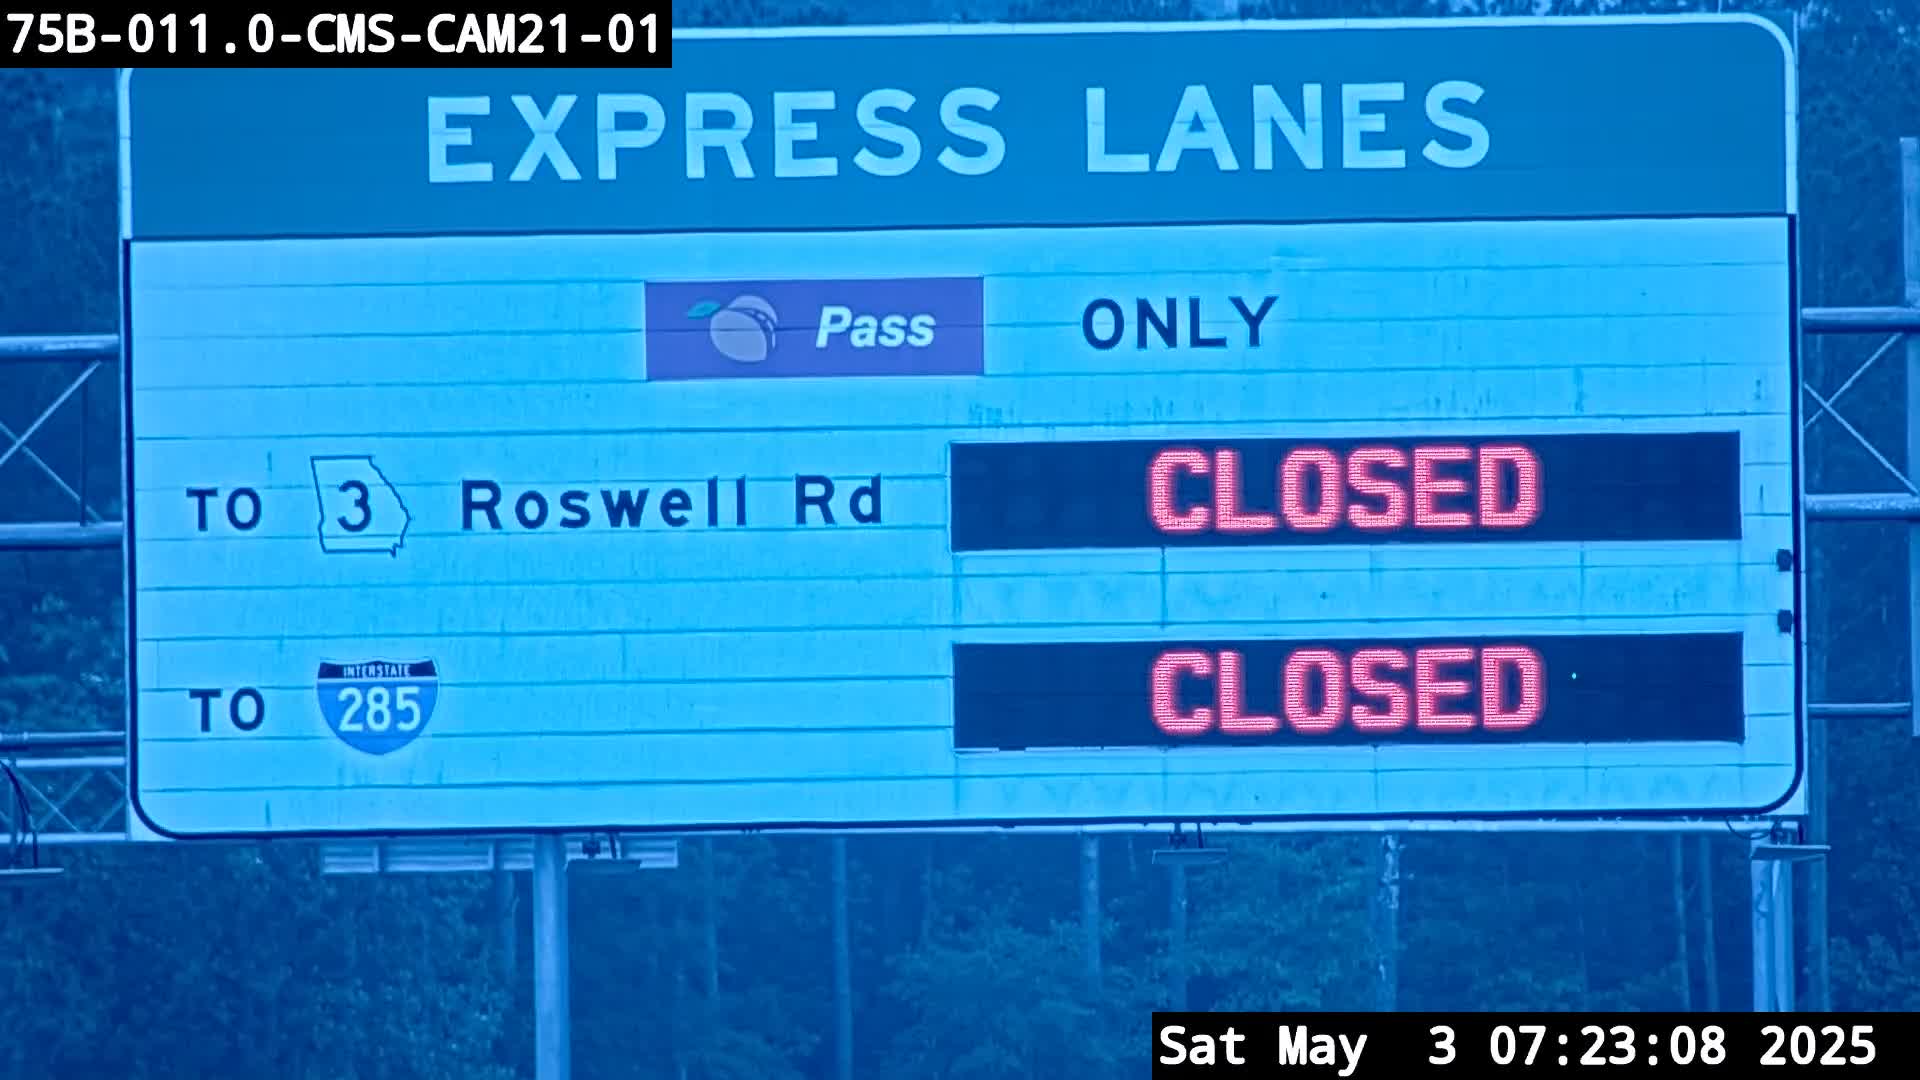 75B-011.0-CMS-CAM21-01
EXPRESS LANES
Pass ONLY
TO 3 Roswell Rd CLOSED
TO INTERSTATE 285 CLOSED
Sat May 3 07:23:08 2025